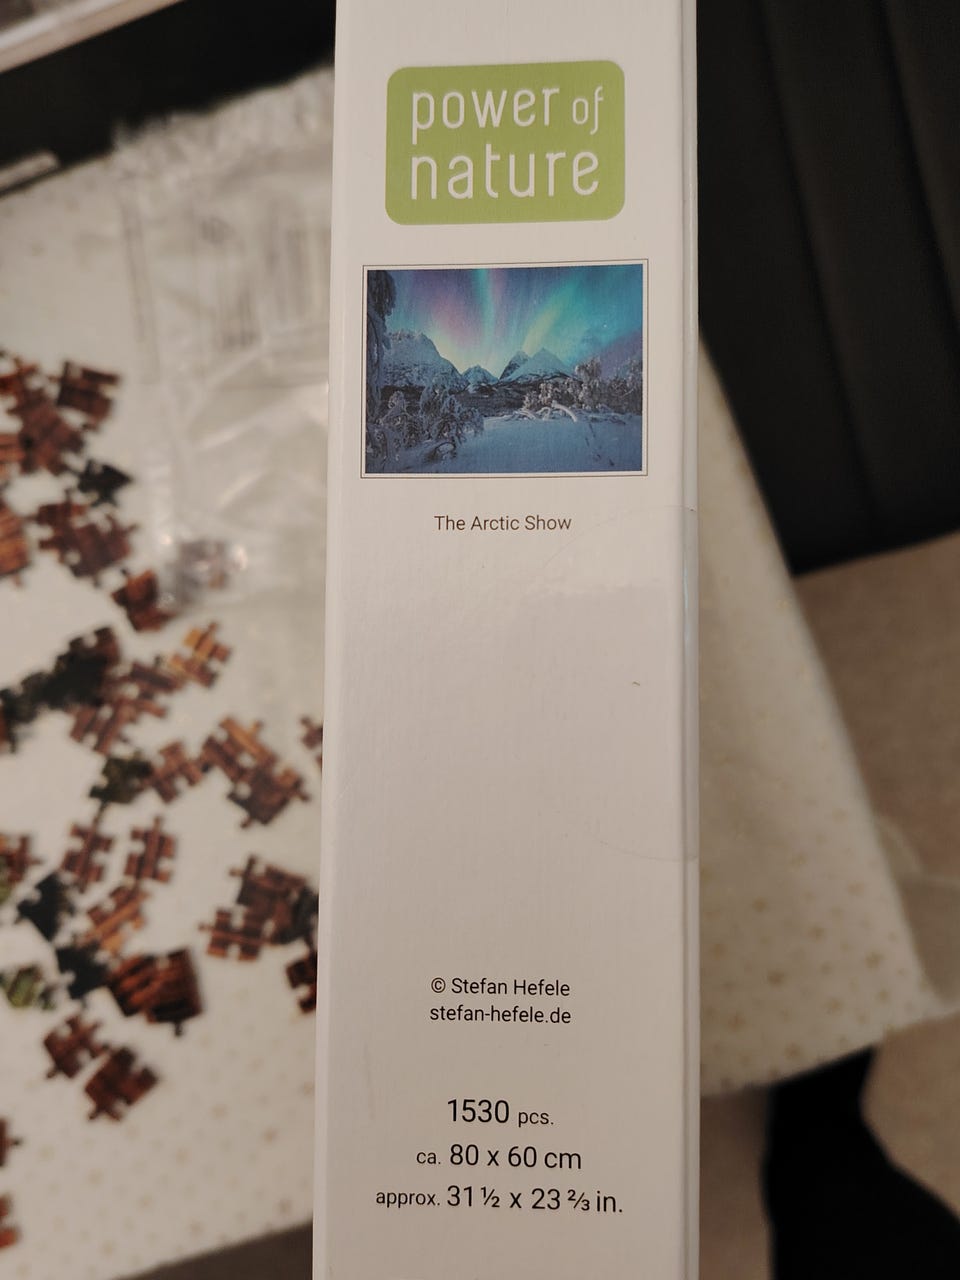 power of
nature
The Arctic Show
© Stefan Hefele
stefan-hefele.de
1530 pcs.
ca. 80 x 60 cm
approx. 31 ½ x 23 ⅔ in.